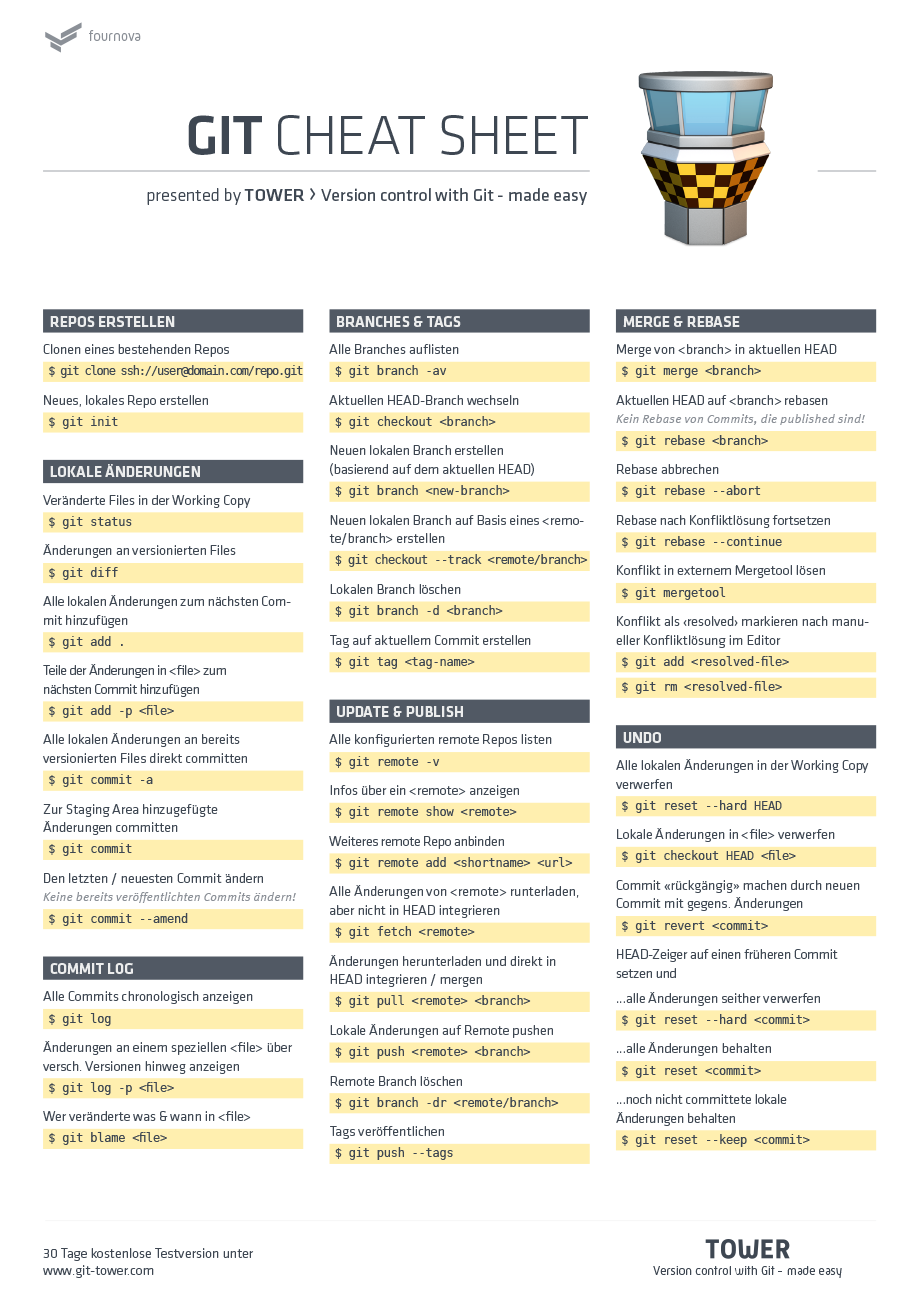 fournova
GIT CHEAT SHEET
presented by TOWER › Version control with Git - made easy
REPOS ERSTELLEN
Clonen eines bestehenden Repos
$ git clone ssh://user@domain.com/repo.git
Neues, lokales Repo erstellen
$ git init
LOKALE ÄNDERUNGEN
Veränderte Files in der Working Copy
$ git status
Änderungen an versionierten Files
$ git diff
Alle lokalen Änderungen zum nächsten Com-
mit hinzufügen
$ git add .
Teile der Änderungen in <file> zum
nächsten Commit hinzufügen
$ git add -p <file>
Alle lokalen Änderungen an bereits
versionierten Files direkt committen
$ git commit -a
Zur Staging Area hinzugefügte
Änderungen committen
$ git commit
Den letzten / neuesten Commit ändern
Keine bereits veröffentlichten Commits ändern!
$ git commit --amend
COMMIT LOG
Alle Commits chronologisch anzeigen
$ git log
Änderungen an einem speziellen <file> über
versch. Versionen hinweg anzeigen
$ git log -p <file>
Wer veränderte was & wann in <file>
$ git blame <file>
BRANCHES & TAGS
Alle Branches auflisten
$ git branch -av
Aktuellen HEAD-Branch wechseln
$ git checkout <branch>
Neuen lokalen Branch erstellen
(basierend auf dem aktuellen HEAD)
$ git branch <new-branch>
Neuen lokalen Branch auf Basis eines <remo-
te/branch> erstellen
$ git checkout --track <remote/branch>
Lokalen Branch löschen
$ git branch -d <branch>
Tag auf aktuellem Commit erstellen
$ git tag <tag-name>
UPDATE & PUBLISH
Alle konfigurierten remote Repos listen
$ git remote -v
Infos über ein <remote> anzeigen
$ git remote show <remote>
Weiteres remote Repo anbinden
$ git remote add <shortname> <url>
Alle Änderungen von <remote> runterladen,
aber nicht in HEAD integrieren
$ git fetch <remote>
Änderungen herunterladen und direkt in
HEAD integrieren / mergen
$ git pull <remote> <branch>
Lokale Änderungen auf Remote pushen
$ git push <remote> <branch>
Remote Branch löschen
$ git branch -dr <remote/branch>
Tags veröffentlichen
$ git push --tags
MERGE & REBASE
Merge von <branch> in aktuellen HEAD
$ git merge <branch>
Aktuellen HEAD auf <branch> rebasen
Kein Rebase von Commits, die published sind!
$ git rebase <branch>
Rebase abbrechen
$ git rebase --abort
Rebase nach Konfliktlösung fortsetzen
$ git rebase --continue
Konflikt in externem Mergetool lösen
$ git mergetool
Konflikt als ‹resolved› markieren nach manu-
eller Konfliktlösung im Editor
$ git add <resolved-file>
$ git rm <resolved-file>
UNDO
Alle lokalen Änderungen in der Working Copy
verwerfen
$ git reset --hard HEAD
Lokale Änderungen in <file> verwerfen
$ git checkout HEAD <file>
Commit «rückgängig» machen durch neuen
Commit mit gegens. Änderungen
$ git revert <commit>
HEAD-Zeiger auf einen früheren Commit
setzen und
...alle Änderungen seither verwerfen
$ git reset --hard <commit>
...alle Änderungen behalten
$ git reset <commit>
...noch nicht committete lokale
Änderungen behalten
$ git reset --keep <commit>
30 Tage kostenlose Testversion unter
www.git-tower.com
TOWER
Version control with Git - made easy